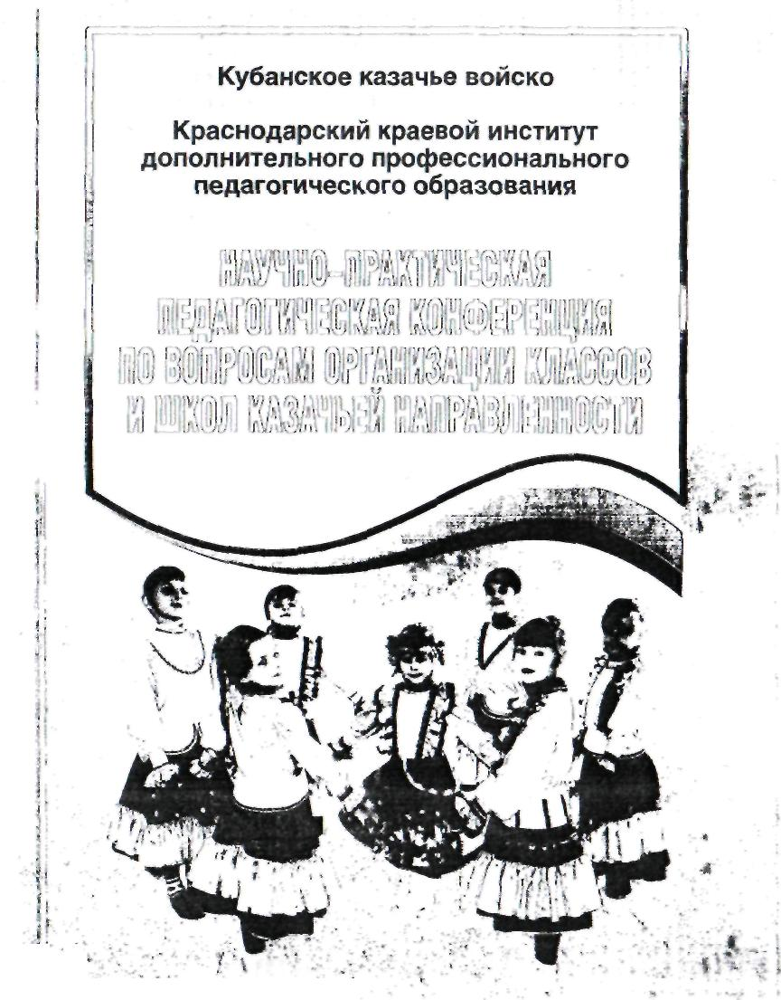 Кубанское казачье войско
Краснодарский краевой институт
дополнительного профессионального
педагогического образования
НАУЧНО-ПРАКТИЧЕСКАЯ
ПЕДАГОГИЧЕСКАЯ КОНФЕРЕНЦИЯ
ПО ВОПРОСАМ ОРГАНИЗАЦИИ КЛАССОВ
И ШКОЛ КАЗАЧЬЕЙ НАПРАВЛЕННОСТИ